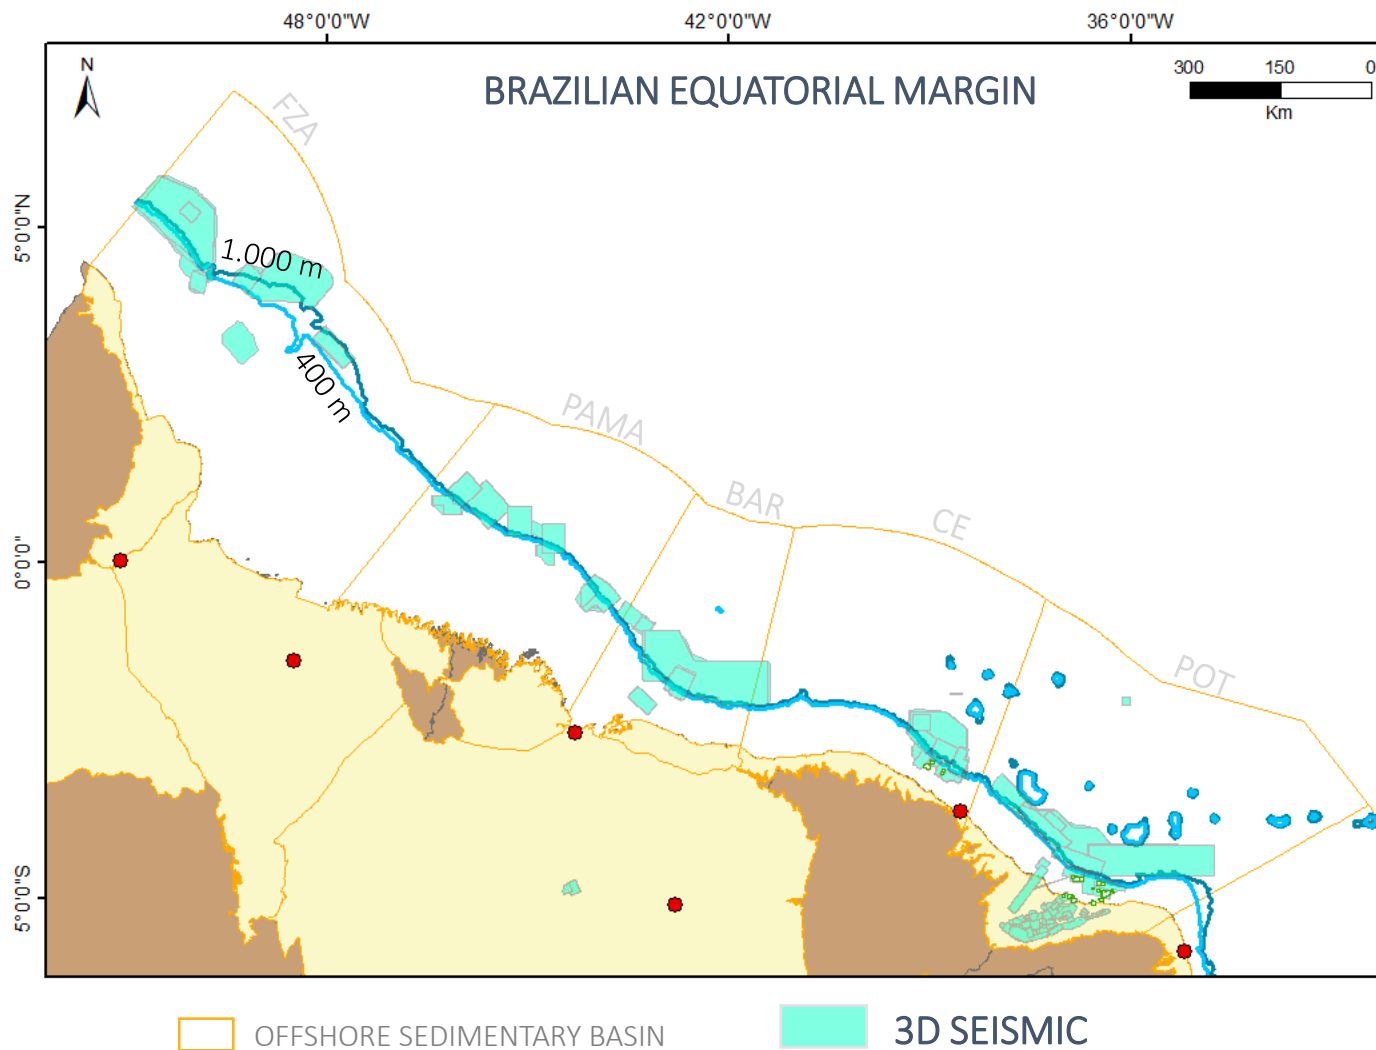 48°0'0"W 42°0'0"W 36°0'0"W
N
BRAZILIAN EQUATORIAL MARGIN
300 150 0
Km
FZA
5°0'0"N
1.000 m
400 m
PAMA
BAR
CE
0°0'0"
POT
5°0'0"S
OFFSHORE SEDIMENTARY BASIN
3D SEISMIC